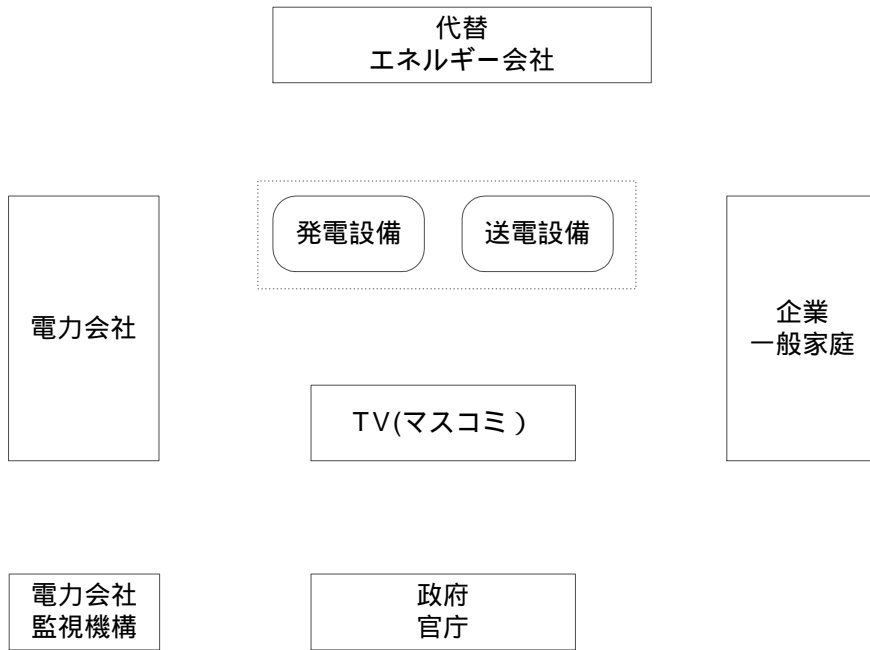 代替
エネルギー会社
発電設備
送電設備
電力会社
企業
一般家庭
TV(マスコミ）
電力会社
監視機構
政府
官庁